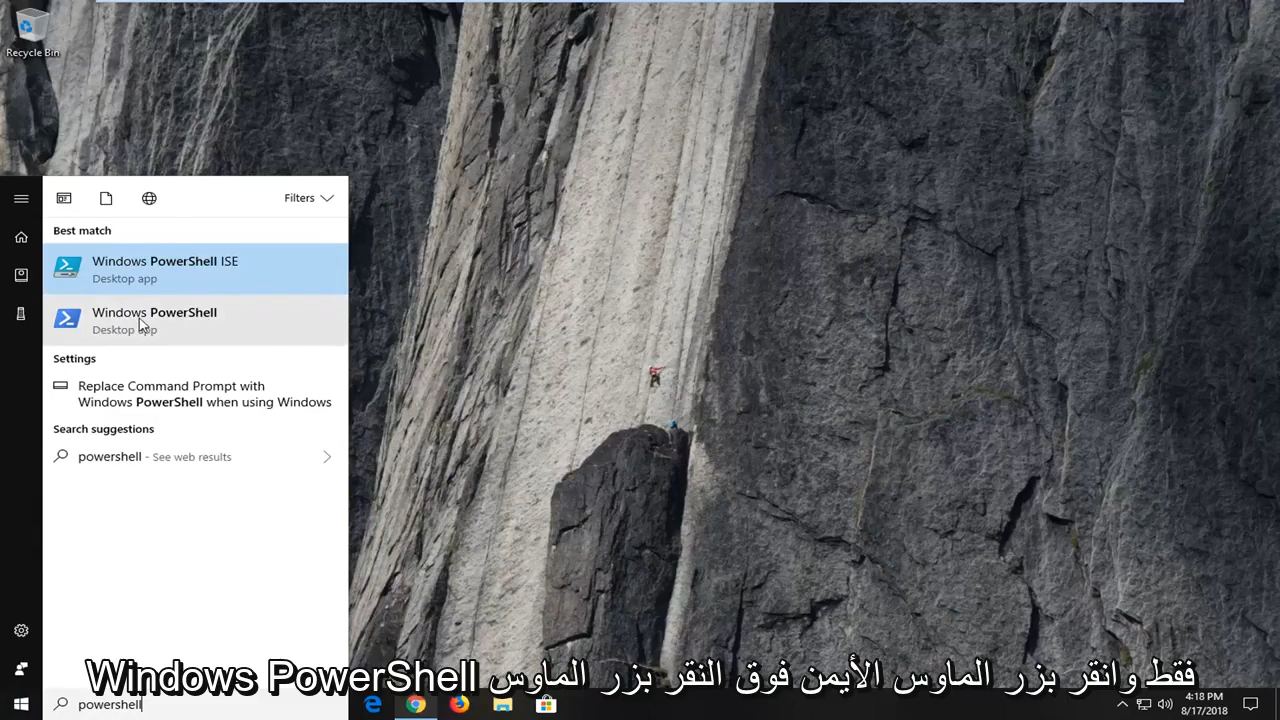 Recycle Bin
Filters
Best match
Windows PowerShell ISE
Desktop app
Windows PowerShell
Desktop app
Settings
Replace Command Prompt with
Windows PowerShell when using Windows
Search suggestions
powershell - See web results
فقط وانقر بزر الماوس الأيمن فوق النقر بزر الماوس Windows PowerShell
powershell
4:18 PM
8/17/2018